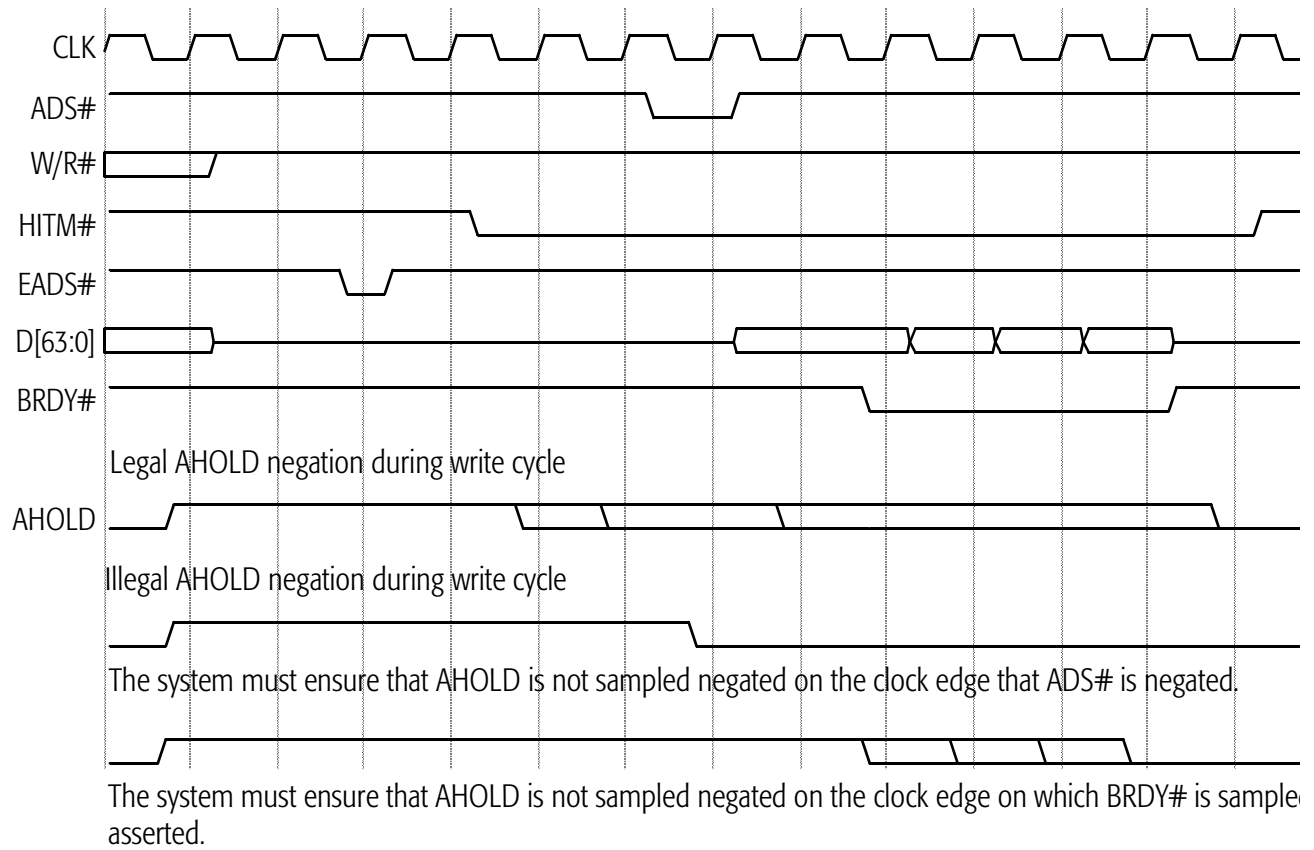 CLK
ADS#
W/R#
HITM#
EADS#
D[63:0]
BRDY#
Legal AHOLD negation during write cycle
AHOLD
Illegal AHOLD negation during write cycle
The system must ensure that AHOLD is not sampled negated on the clock edge that ADS# is negated.
The system must ensure that AHOLD is not sampled negated on the clock edge on which BRDY# is sample
asserted.